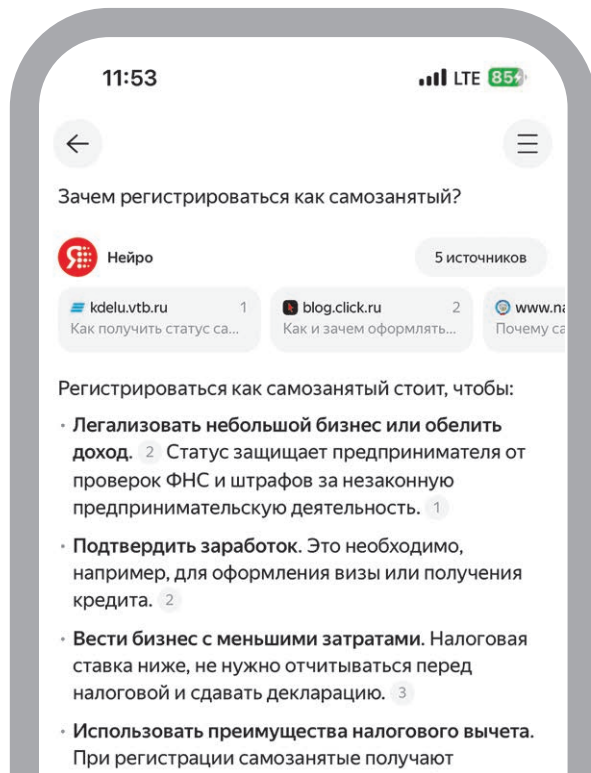 11:53
LTE 85
Зачем регистрироваться как самозанятый?
Нейро
5 источников
kdelu.vtb.ru 1
Как получить статус са...
blog.click.ru 2
Как и зачем оформлять...
www.na
Почему са
Регистрироваться как самозанятый стоит, чтобы:
· Легализовать небольшой бизнес или обелить
доход. 2 Статус защищает предпринимателя от
проверок ФНС и штрафов за незаконную
предпринимательскую деятельность. 1
· Подтвердить заработок. Это необходимо,
например, для оформления визы или получения
кредита. 2
· Вести бизнес с меньшими затратами. Налоговая
ставка ниже, не нужно отчитываться перед
налоговой и сдавать декларацию. 3
· Использовать преимущества налогового вычета.
При регистрации самозанятые получают